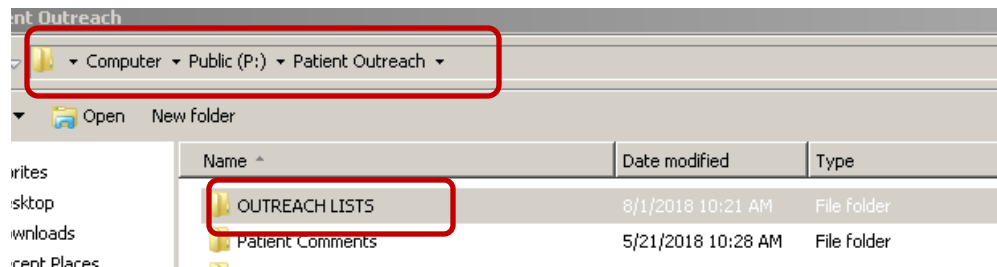 nt Outreach
Computer Public (P:) Patient Outreach
Open New folder
Name Date modified Type
orites
OUTREACH LISTS 8/1/2018 10:21 AM File folder
esktop
Patient Comments 5/21/2018 10:28 AM File folder
ownloads
cent Places